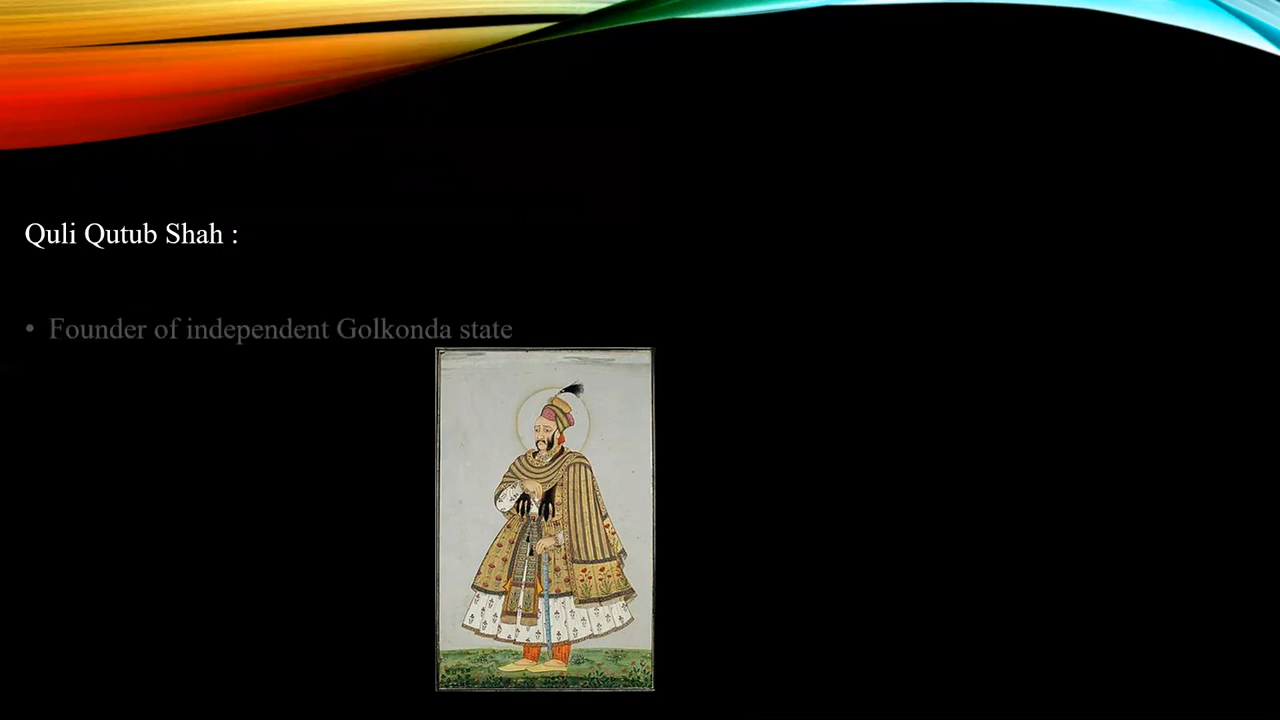 Quli Qutub Shah :
• Founder of independent Golkonda state